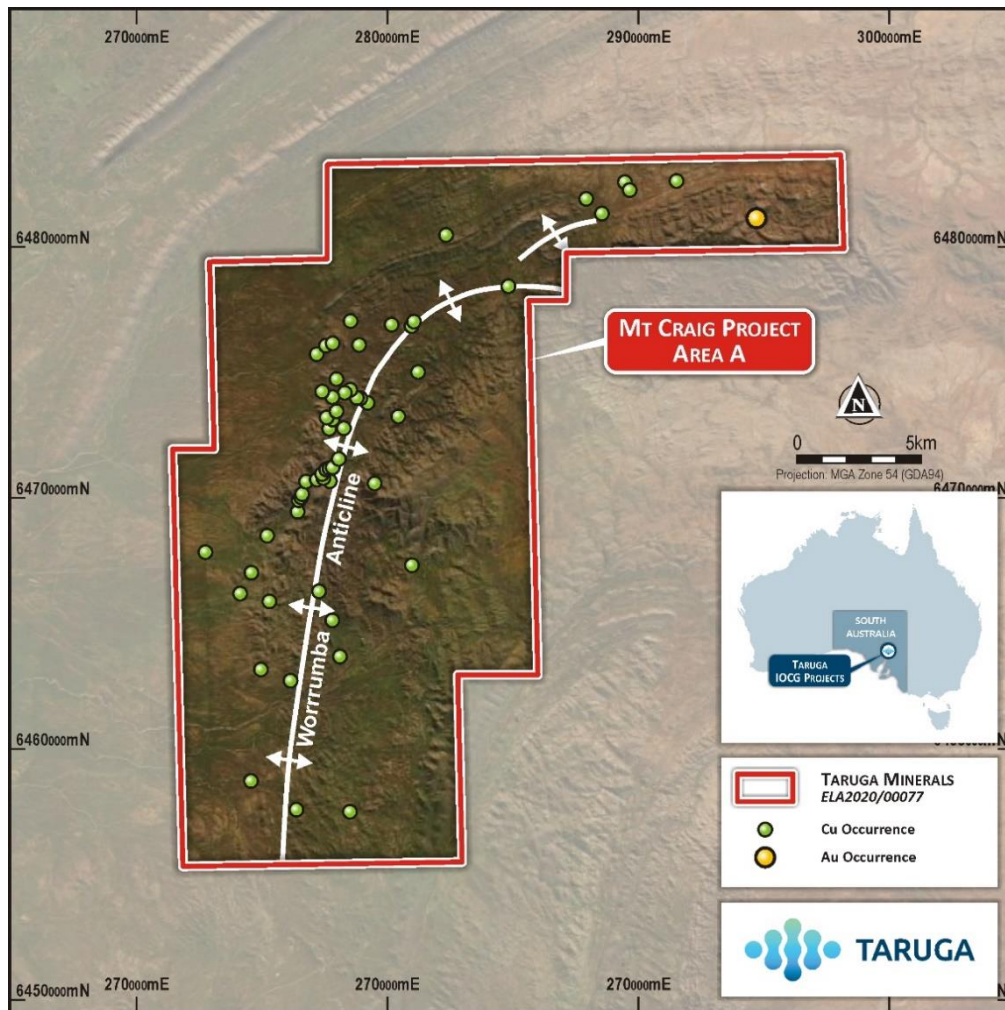 270000mE 280000mE 290000mE 300000mE
6480000mN 6480000mN
MT CRAIG PROJECT
AREA A
N
0 5km
Projection: MGA Zone 54 (GDA94)
6470000mN 6470000mN
Anticline
Worrrumba
SOUTH
AUSTRALIA
TARUGA
IOCG PROJECTS
6460000mN
TARUGA MINERALS
ELA2020/00077
Cu Occurrence
Au Occurrence
TARUGA
6450000mN
270000mE 270000mE 270000mE